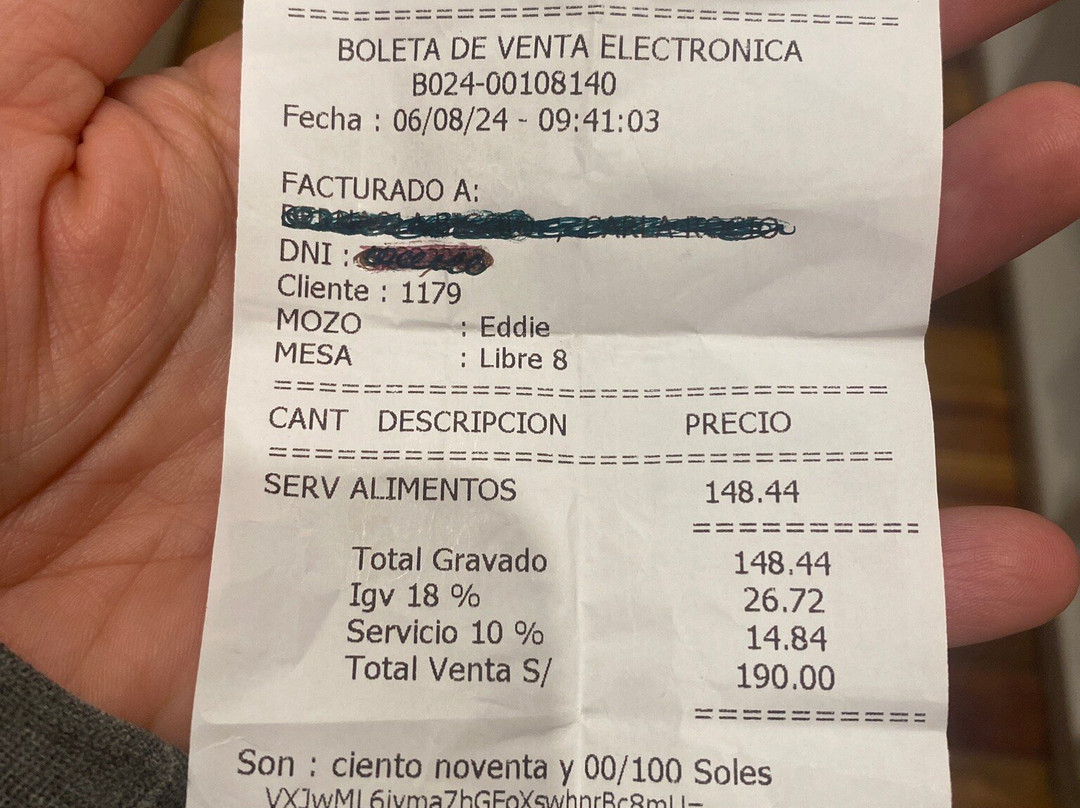 ==============================
BOLETA DE VENTA ELECTRONICA
B024-00108140
Fecha : 06/08/24 - 09:41:03
FACTURADO A:
DNI :
Cliente : 1179
MOZO : Eddie
MESA : Libre 8
==============================
CANT DESCRIPCION PRECIO
==============================
SERV ALIMENTOS 148.44
==========
Total Gravado 148.44
Igv 18 % 26.72
Servicio 10 % 14.84
Total Venta S/ 190.00
==========
Son : ciento noventa y 00/100 Soles